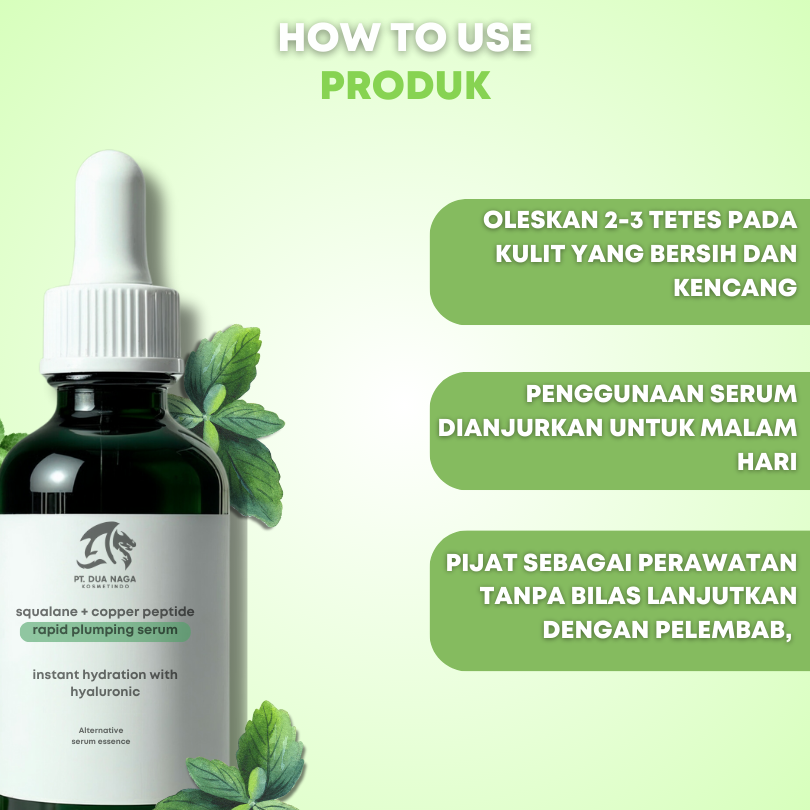 HOW TO USE
PRODUK
OLESKAN 2-3 TETES PADA
KULIT YANG BERSIH DAN
KENCANG
PENGGUNAAN SERUM
DIANJURKAN UNTUK MALAM
HARI
PIJAT SEBAGAI PERAWATAN
TANPA BILAS LANJUTKAN
DENGAN PELEMBAB,
PT. DUA NAGA
KOSMETINDO
squalane + copper peptide
rapid plumping serum
instant hydration with
hyaluronic
Alternative
serum essence